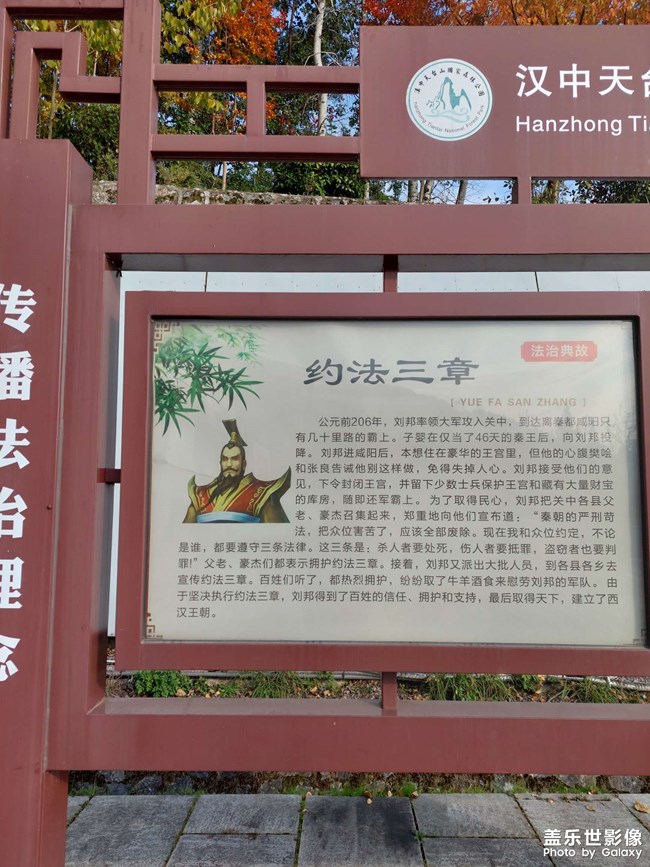 汉中天台山国家森林公园
Hanzhong Tiantai National Forest Park
汉中天台
Hanzhong Tia
传播法治理念
法治典故
约法三章
[ YUE FA SAN ZHANG ]
公元前206年，刘邦率领大军攻入关中，到达离秦都咸阳只
有几十里路的霸上。子婴在仅当了46天的秦王后，向刘邦投
降。刘邦进咸阳后，本想住在豪华的王宫里，但他的心腹樊哙
和张良告诫他别这样做，免得失掉人心。刘邦接受他们的意
见，下令封闭王宫，并留下少数士兵保护王宫和藏有大量财宝
的库房，随即还军霸上。为了取得民心，刘邦把关中各县父
老、豪杰召集起来，郑重地向他们宣布道：“秦朝的严刑苛
法，把众位害苦了，应该全部废除。现在我和众位约定，不论
是谁，都要遵守三条法律。这三条是：杀人者要处死，伤人者要抵罪，盗窃者也要判
罪!”父老、豪杰们都表示拥护约法三章。接着，刘邦又派出大批人员，到各县各乡去
宣传约法三章。百姓们听了，都热烈拥护，纷纷取了牛羊酒食来慰劳刘邦的军队。由
于坚决执行约法三章，刘邦得到了百姓的信任、拥护和支持，最后取得天下，建立了西
汉王朝。
盖乐世影像
Photo by Galaxy